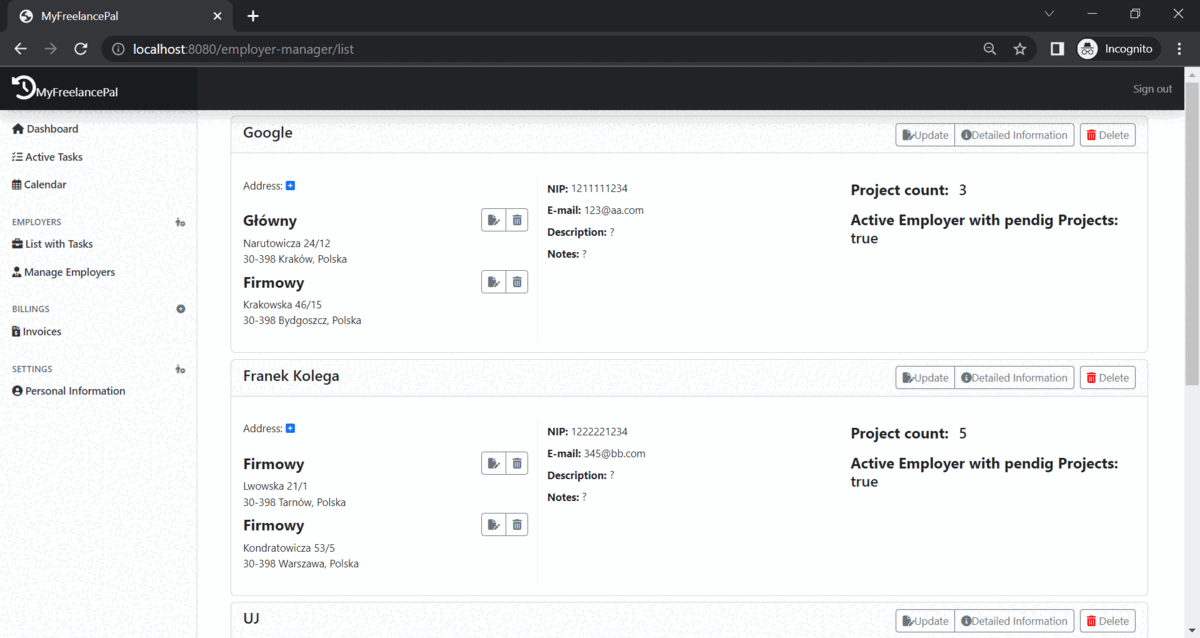 MyFreelancePal
localhost:8080/employer-manager/list
Incognito
MyFreelancePal
Sign out
Dashboard
Active Tasks
Calendar
EMPLOYERS
List with Tasks
Manage Employers
BILLINGS
Invoices
SETTINGS
Personal Information
Google
Update
Detailed Information
Delete
Address:
Główny
Narutowicza 24/12
30-398 Kraków, Polska
Firmowy
Krakowska 46/15
30-398 Bydgoszcz, Polska
NIP: 1211111234
E-mail: 123@aa.com
Description: ?
Notes: ?
Project count: 3
Active Employer with pendig Projects:
true
Franek Kolega
Update
Detailed Information
Delete
Address:
Firmowy
Lwowska 21/1
30-398 Tarnów, Polska
Firmowy
Kondratowicza 53/5
30-398 Warszawa, Polska
NIP: 1222221234
E-mail: 345@bb.com
Description: ?
Notes: ?
Project count: 5
Active Employer with pendig Projects:
true
UJ
Update
Detailed Information
Delete